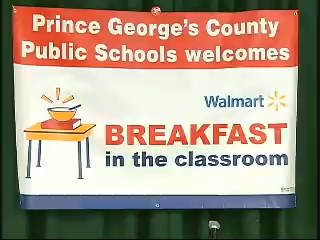 Prince George's County
Public Schools welcomes
Walmart
BREAKFAST
in the classroom